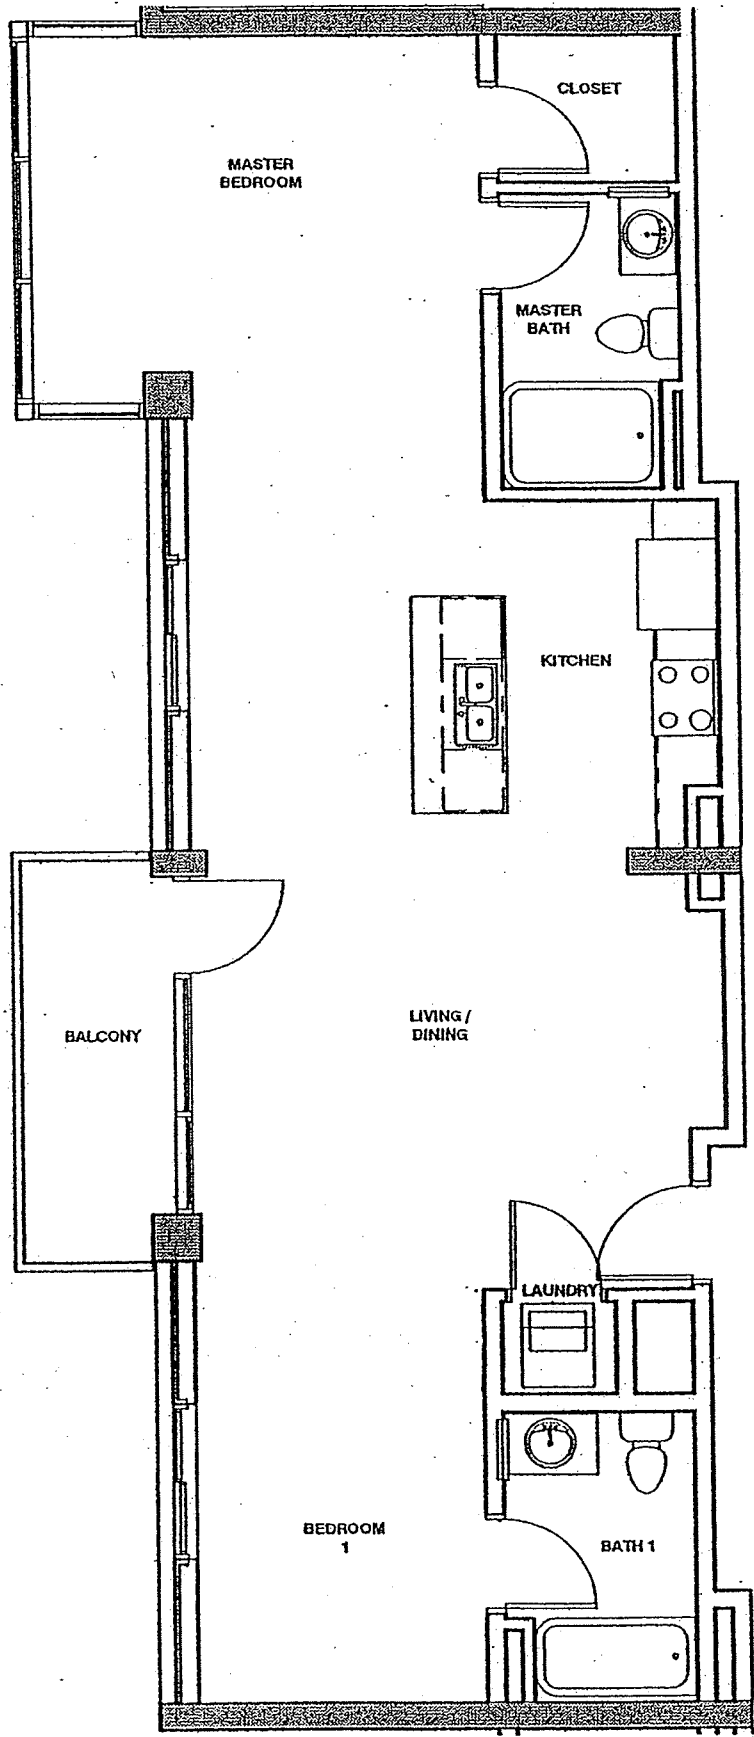 CLOSET
MASTER
BEDROOM
MASTER
BATH
KITCHEN
LIVING /
DINING
BALCONY
LAUNDRY
BEDROOM
1
BATH 1